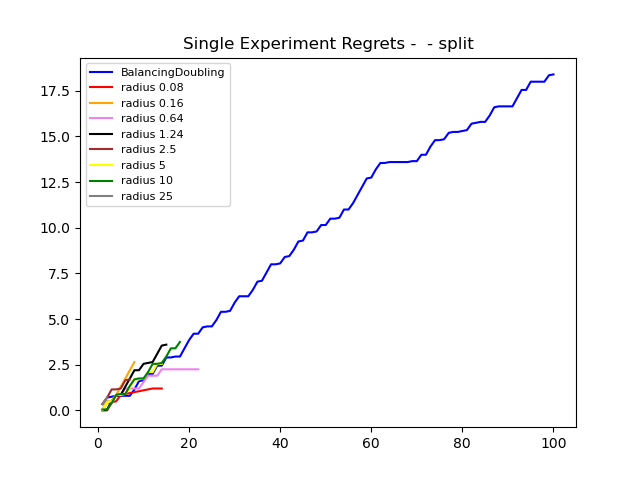 Single Experiment Regrets -  - split
BalancingDoubling
radius 0.08
radius 0.16
radius 0.64
radius 1.24
radius 2.5
radius 5
radius 10
radius 25
17.5
15.0
12.5
10.0
7.5
5.0
2.5
0.0
0 20 40 60 80 100